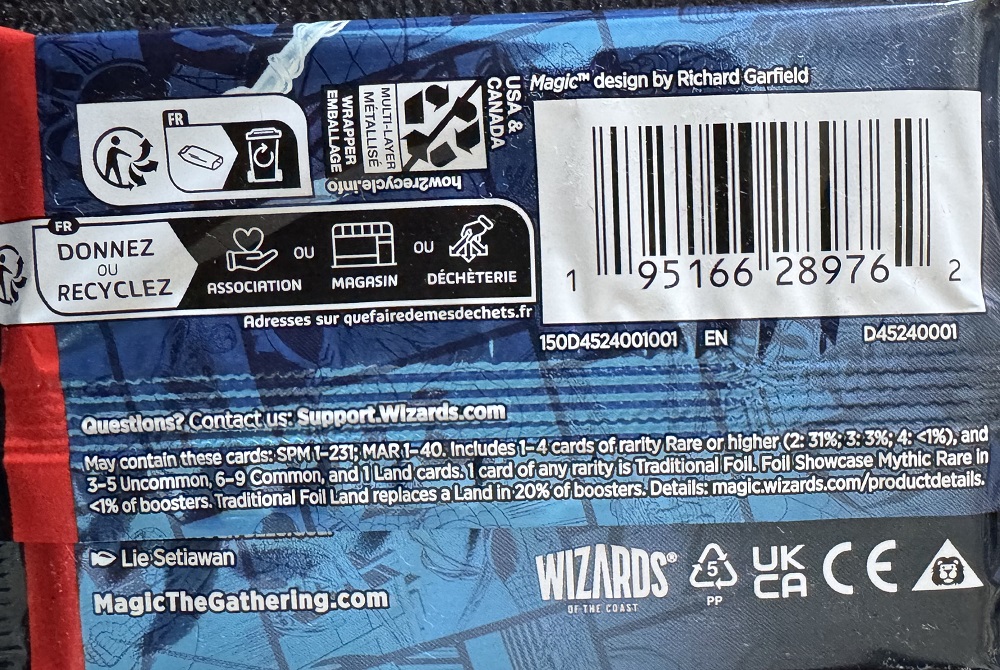 Magic™ design by Richard Garfield
USA &
CANADA
MULTI-LAYER
MÉTALLISÉ
WRAPPER
EMBALLAGE
how2recycle.info
FR
FR
DONNEZ
OU
RECYCLEZ
ASSOCIATION OU MAGASIN OU DÉCHÈTERIE
Adresses sur quefairedemesdechets.fr
1 95166 28976 2
150D4524001001 EN D45240001
Questions? Contact us: Support.Wizards.com
May contain these cards: SPM 1–231; MAR 1–40. Includes 1–4 cards of rarity Rare or higher (2: 31%; 3: 3%; 4: <1%), and
3–5 Uncommon, 6–9 Common, and 1 Land cards. 1 card of any rarity is Traditional Foil. Foil Showcase Mythic Rare in
<1% of boosters. Traditional Foil Land replaces a Land in 20% of boosters. Details: magic.wizards.com/productdetails.
Lie Setiawan
MagicTheGathering.com
WIZARDS®
OF THE COAST
5
PP
UK
CA
CE